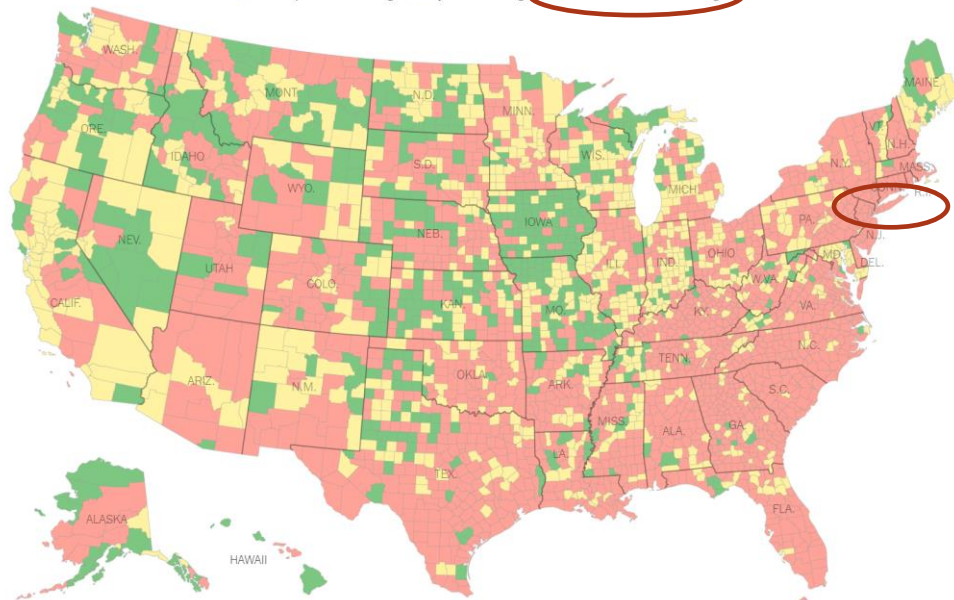 WASH.
MONT.
N.D.
MINN.
MAINE
ORE.
VT.
N.H.
IDAHO
S.D.
WIS.
N.Y.
MASS.
WYO.
MICH.
CONN.
R.I.
IOWA
PA.
NEB.
NEV.
N.J.
OHIO
UTAH
ILL.
IND.
MD.
DEL.
COLO.
W.VA.
CALIF.
KAN.
MO.
VA.
KY.
N.C.
TENN.
OKLA.
ARIZ.
N.M.
ARK.
S.C.
MISS.
ALA.
GA.
LA.
TEX.
FLA.
ALASKA
HAWAII